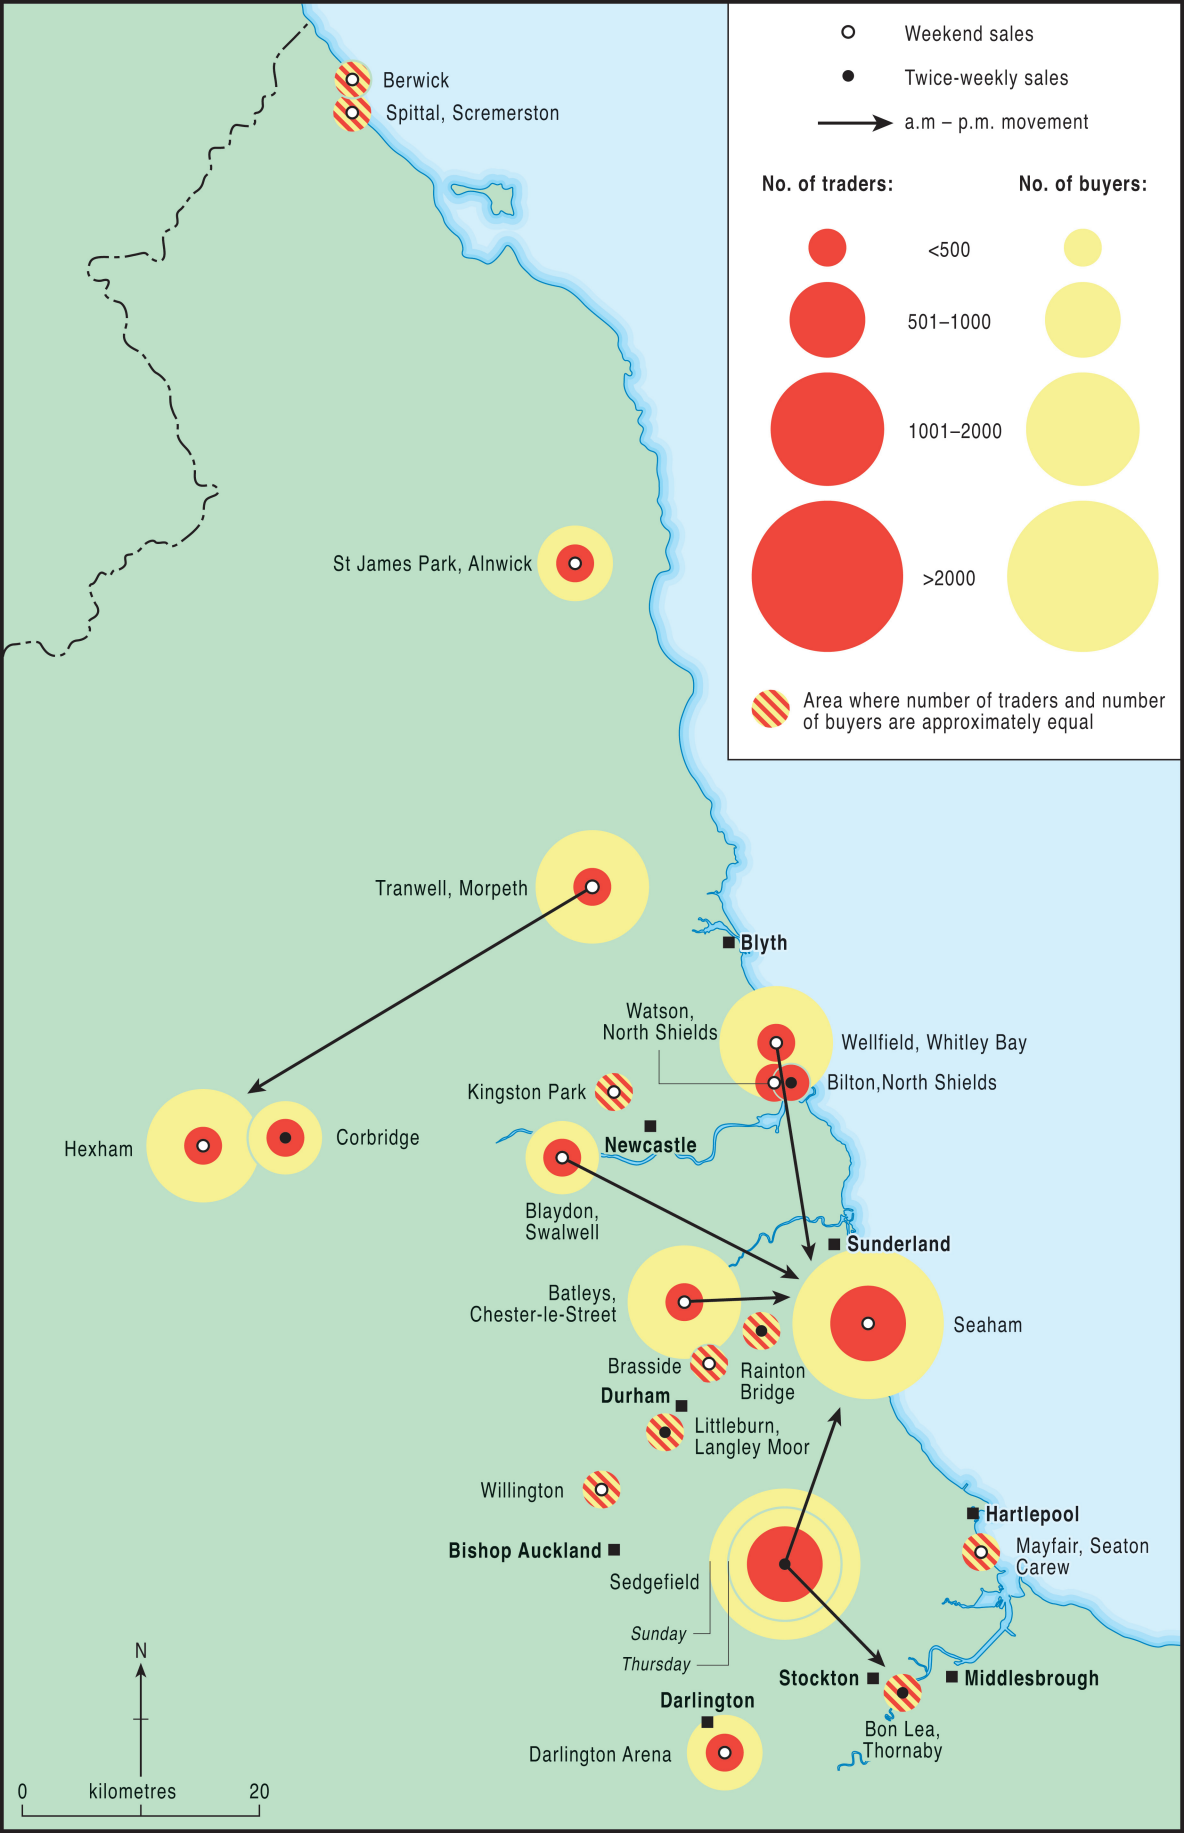 Weekend sales
Twice-weekly sales
a.m – p.m. movement
No. of traders:
No. of buyers:
<500
501–1000
1001–2000
>2000
Area where number of traders and number
of buyers are approximately equal
Berwick
Spittal, Scremerston
St James Park, Alnwick
Tranwell, Morpeth
Blyth
Watson,
North Shields
Wellfield, Whitley Bay
Bilton,North Shields
Kingston Park
Newcastle
Hexham
Corbridge
Blaydon,
Swalwell
Sunderland
Batleys,
Chester-le-Street
Seaham
Brasside
Rainton
Bridge
Durham
Littleburn,
Langley Moor
Willington
Hartlepool
Mayfair, Seaton
Carew
Bishop Auckland
Sedgefield
Sunday
Thursday
Stockton
Middlesbrough
Darlington
Bon Lea,
Thornaby
Darlington Arena
N
0
kilometres
20